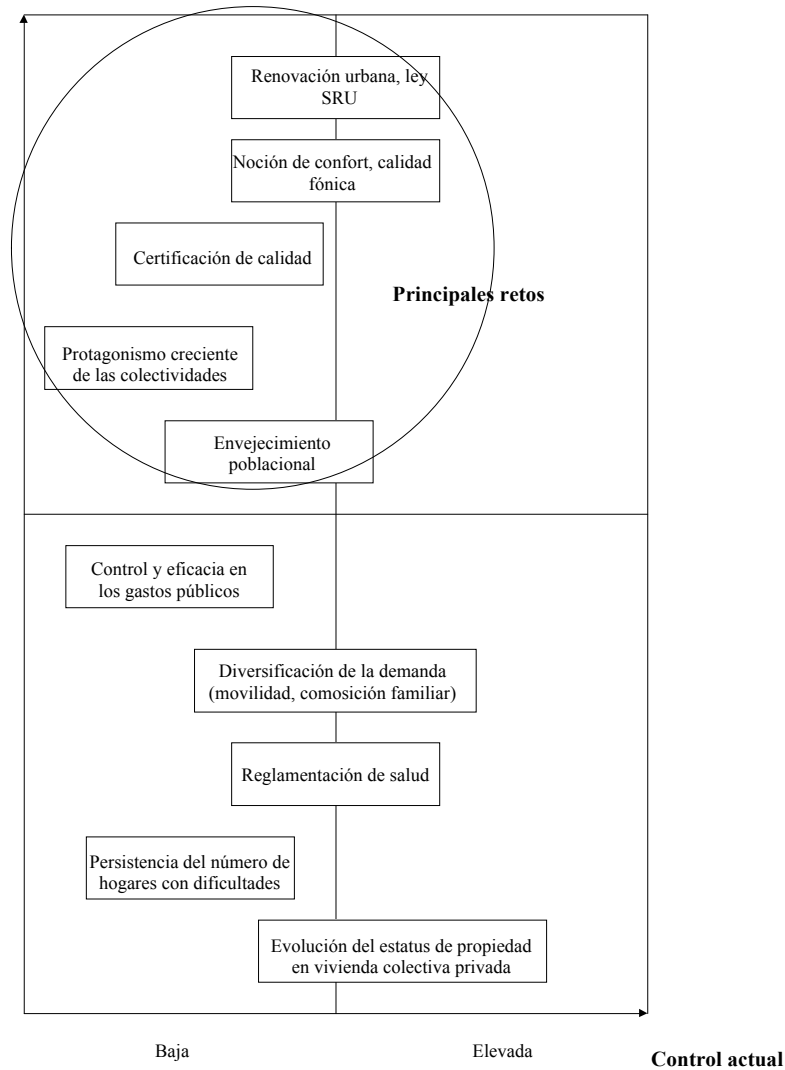 Renovación urbana, ley
SRU
Noción de confort, calidad
fónica
Certificación de calidad
Principales retos
Protagonismo creciente
de las colectividades
Envejecimiento
poblacional
Control y eficacia en
los gastos públicos
Diversificación de la demanda
(movilidad, comosición familiar)
Reglamentación de salud
Persistencia del número de
hogares con dificultades
Evolución del estatus de propiedad
en vivienda colectiva privada
Baja
Elevada
Control actual